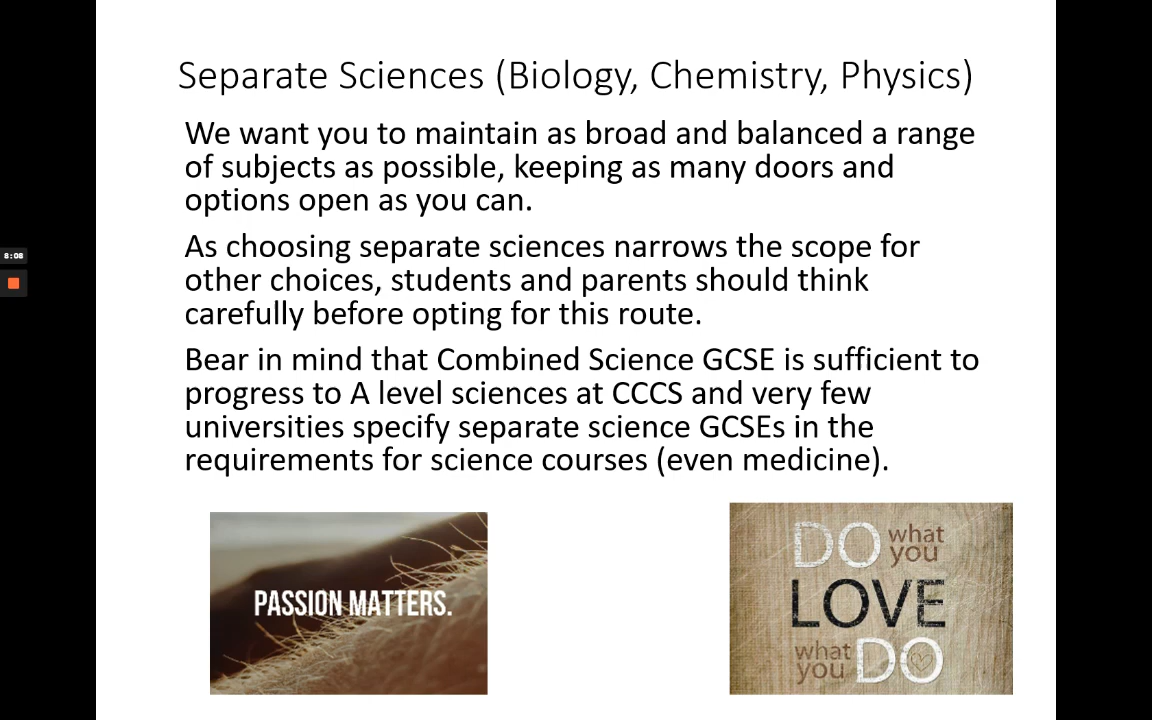 Separate Sciences (Biology, Chemistry, Physics)
We want you to maintain as broad and balanced a range
of subjects as possible, keeping as many doors and
options open as you can.
As choosing separate sciences narrows the scope for
other choices, students and parents should think
carefully before opting for this route.
Bear in mind that Combined Science GCSE is sufficient to
progress to A level sciences at CCCS and very few
universities specify separate science GCSEs in the
requirements for science courses (even medicine).
8:08
PASSION MATTERS.
DO what you
LOVE
what you DO